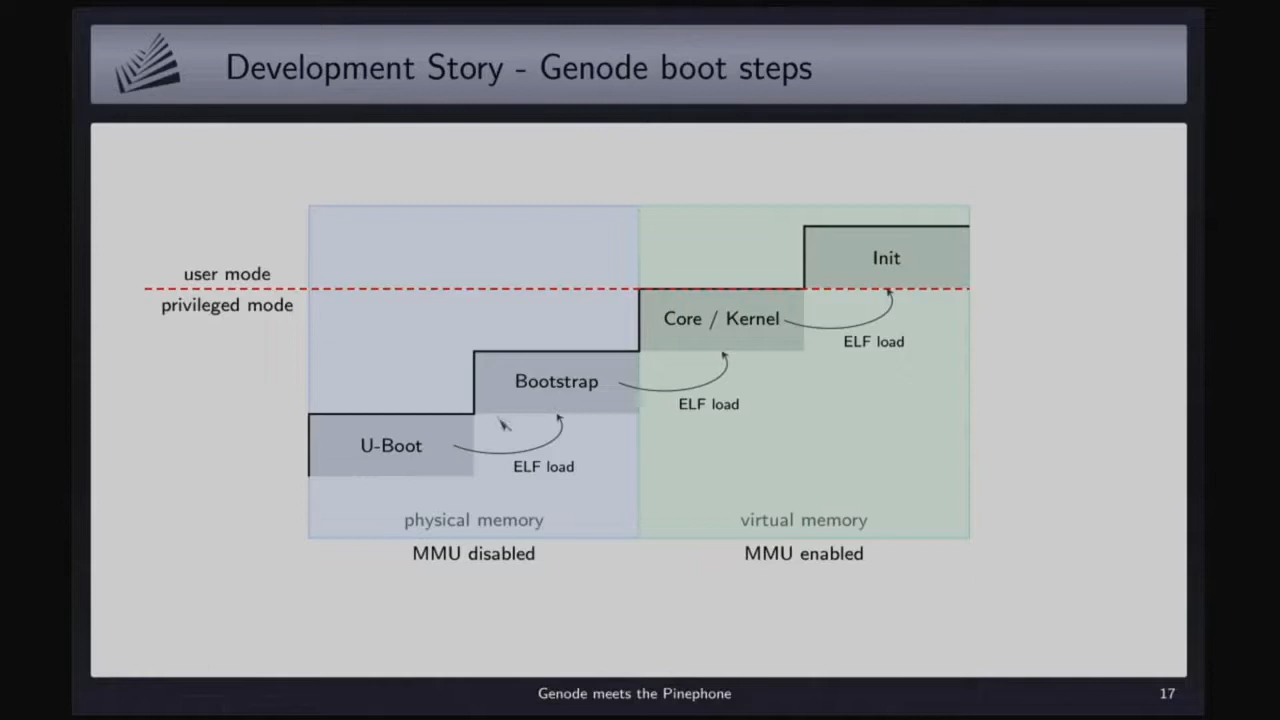 Development Story - Genode boot steps
Init
user mode
privileged mode
Core / Kernel
ELF load
Bootstrap
ELF load
U-Boot
ELF load
physical memory
virtual memory
MMU disabled
MMU enabled
Genode meets the Pinephone
17